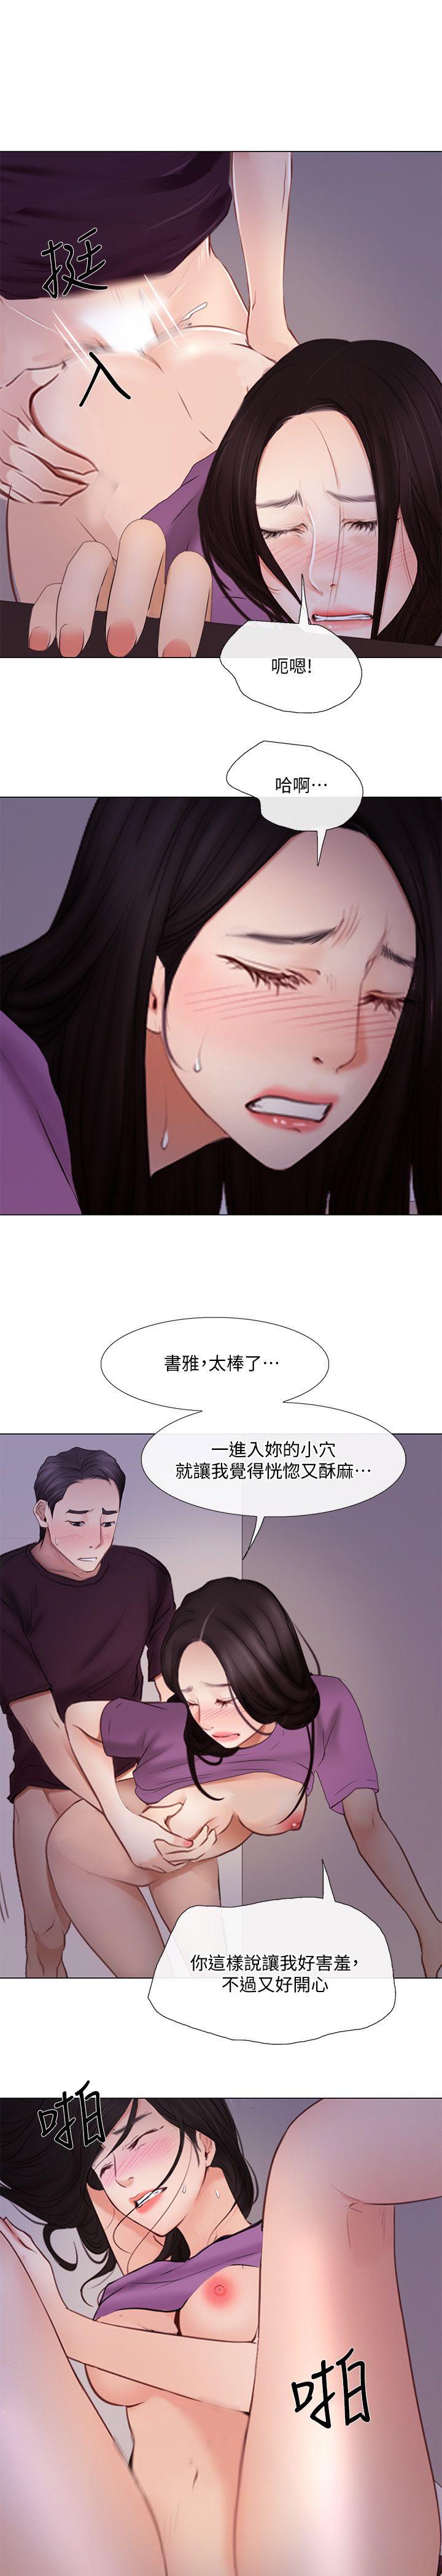 挺
入
呃嗯!
哈啊…
書雅,太棒了…
一進入妳的小穴
就讓我覺得恍惚又酥麻…
你這樣說讓我好害羞,
不過又好開心
啪
啪